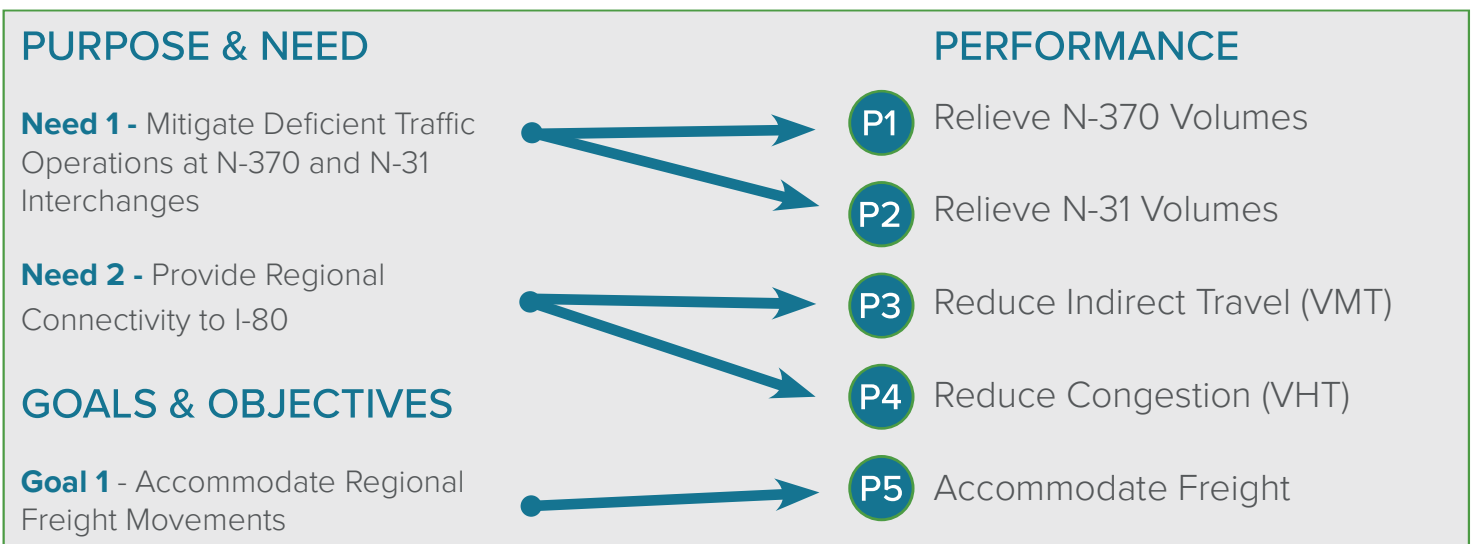 PURPOSE & NEED
Need 1 - Mitigate Deficient Traffic
Operations at N-370 and N-31
Interchanges
Need 2 - Provide Regional
Connectivity to I-80
GOALS & OBJECTIVES
Goal 1 - Accommodate Regional
Freight Movements
PERFORMANCE
P1 Relieve N-370 Volumes
P2 Relieve N-31 Volumes
P3 Reduce Indirect Travel (VMT)
P4 Reduce Congestion (VHT)
P5 Accommodate Freight